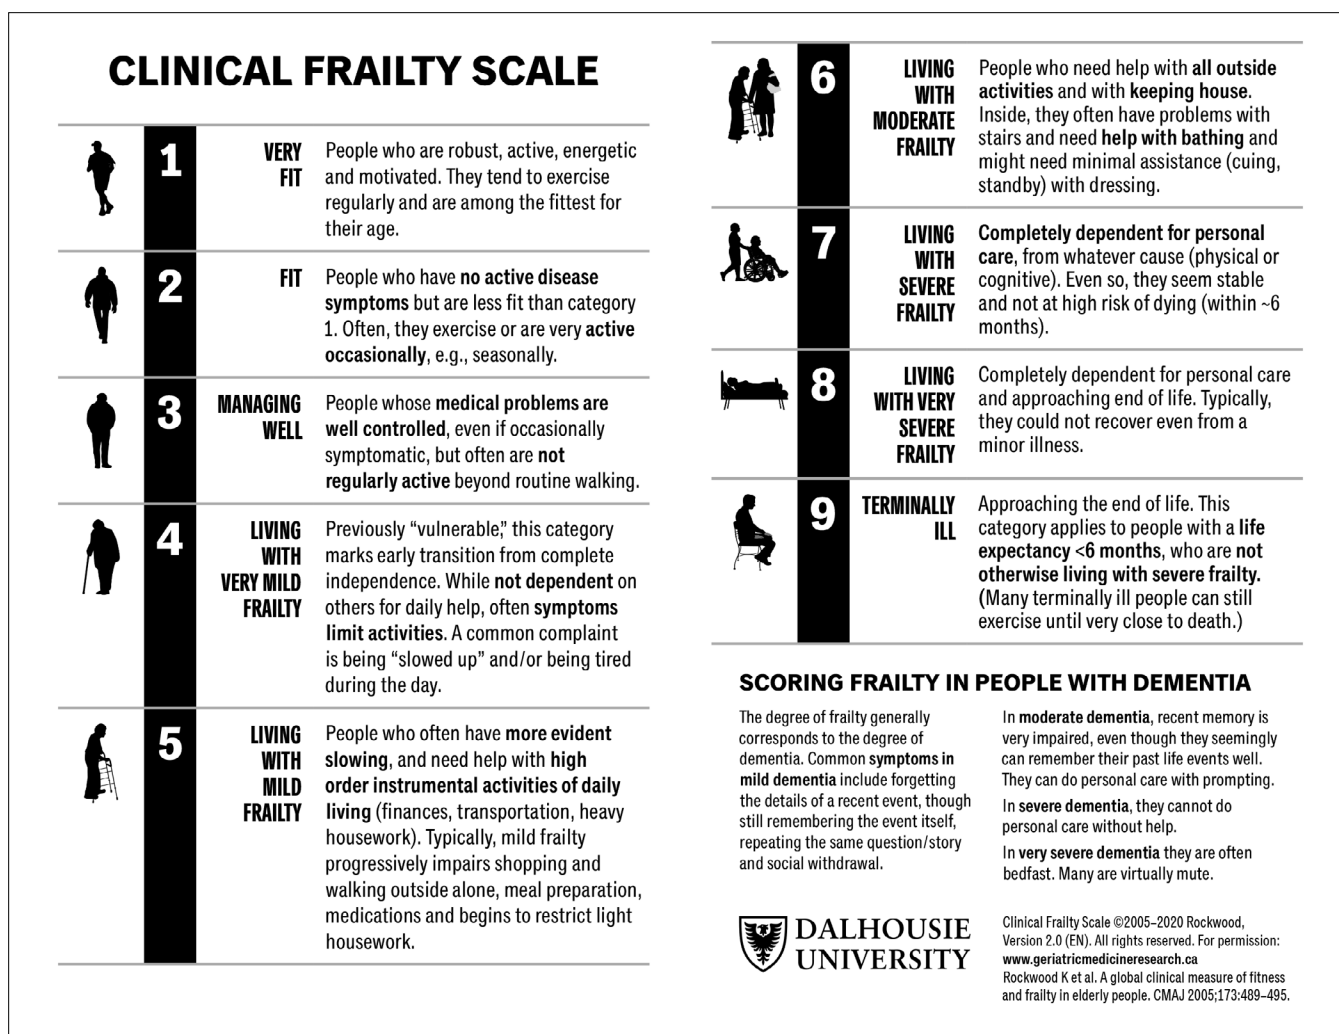 CLINICAL FRAILTY SCALE
1
VERY
FIT
People who are robust, active, energetic
and motivated. They tend to exercise
regularly and are among the fittest for
their age.
2
FIT
People who have no active disease
symptoms but are less fit than category
1. Often, they exercise or are very active
occasionally, e.g., seasonally.
3
MANAGING
WELL
People whose medical problems are
well controlled, even if occasionally
symptomatic, but often are not
regularly active beyond routine walking.
4
LIVING
WITH
VERY MILD
FRAILTY
Previously “vulnerable,” this category
marks early transition from complete
independence. While not dependent on
others for daily help, often symptoms
limit activities. A common complaint
is being “slowed up” and/or being tired
during the day.
5
LIVING
WITH
MILD
FRAILTY
People who often have more evident
slowing, and need help with high
order instrumental activities of daily
living (finances, transportation, heavy
housework). Typically, mild frailty
progressively impairs shopping and
walking outside alone, meal preparation,
medications and begins to restrict light
housework.
6
LIVING
WITH
MODERATE
FRAILTY
People who need help with all outside
activities and with keeping house.
Inside, they often have problems with
stairs and need help with bathing and
might need minimal assistance (cuing,
standby) with dressing.
7
LIVING
WITH
SEVERE
FRAILTY
Completely dependent for personal
care, from whatever cause (physical or
cognitive). Even so, they seem stable
and not at high risk of dying (within ~6
months).
8
LIVING
WITH VERY
SEVERE
FRAILTY
Completely dependent for personal care
and approaching end of life. Typically,
they could not recover even from a
minor illness.
9
TERMINALLY
ILL
Approaching the end of life. This
category applies to people with a life
expectancy <6 months, who are not
otherwise living with severe frailty.
(Many terminally ill people can still
exercise until very close to death.)
SCORING FRAILTY IN PEOPLE WITH DEMENTIA
The degree of frailty generally
corresponds to the degree of
dementia. Common symptoms in
mild dementia include forgetting
the details of a recent event, though
still remembering the event itself,
repeating the same question/story
and social withdrawal.
In moderate dementia, recent memory is
very impaired, even though they seemingly
can remember their past life events well.
They can do personal care with prompting.
In severe dementia, they cannot do
personal care without help.
In very severe dementia they are often
bedfast. Many are virtually mute.
DALHOUSIE
UNIVERSITY
Clinical Frailty Scale ©2005–2020 Rockwood,
Version 2.0 (EN). All rights reserved. For permission:
www.geriatricmedicineresearch.ca
Rockwood K et al. A global clinical measure of fitness
and frailty in elderly people. CMAJ 2005;173:489–495.